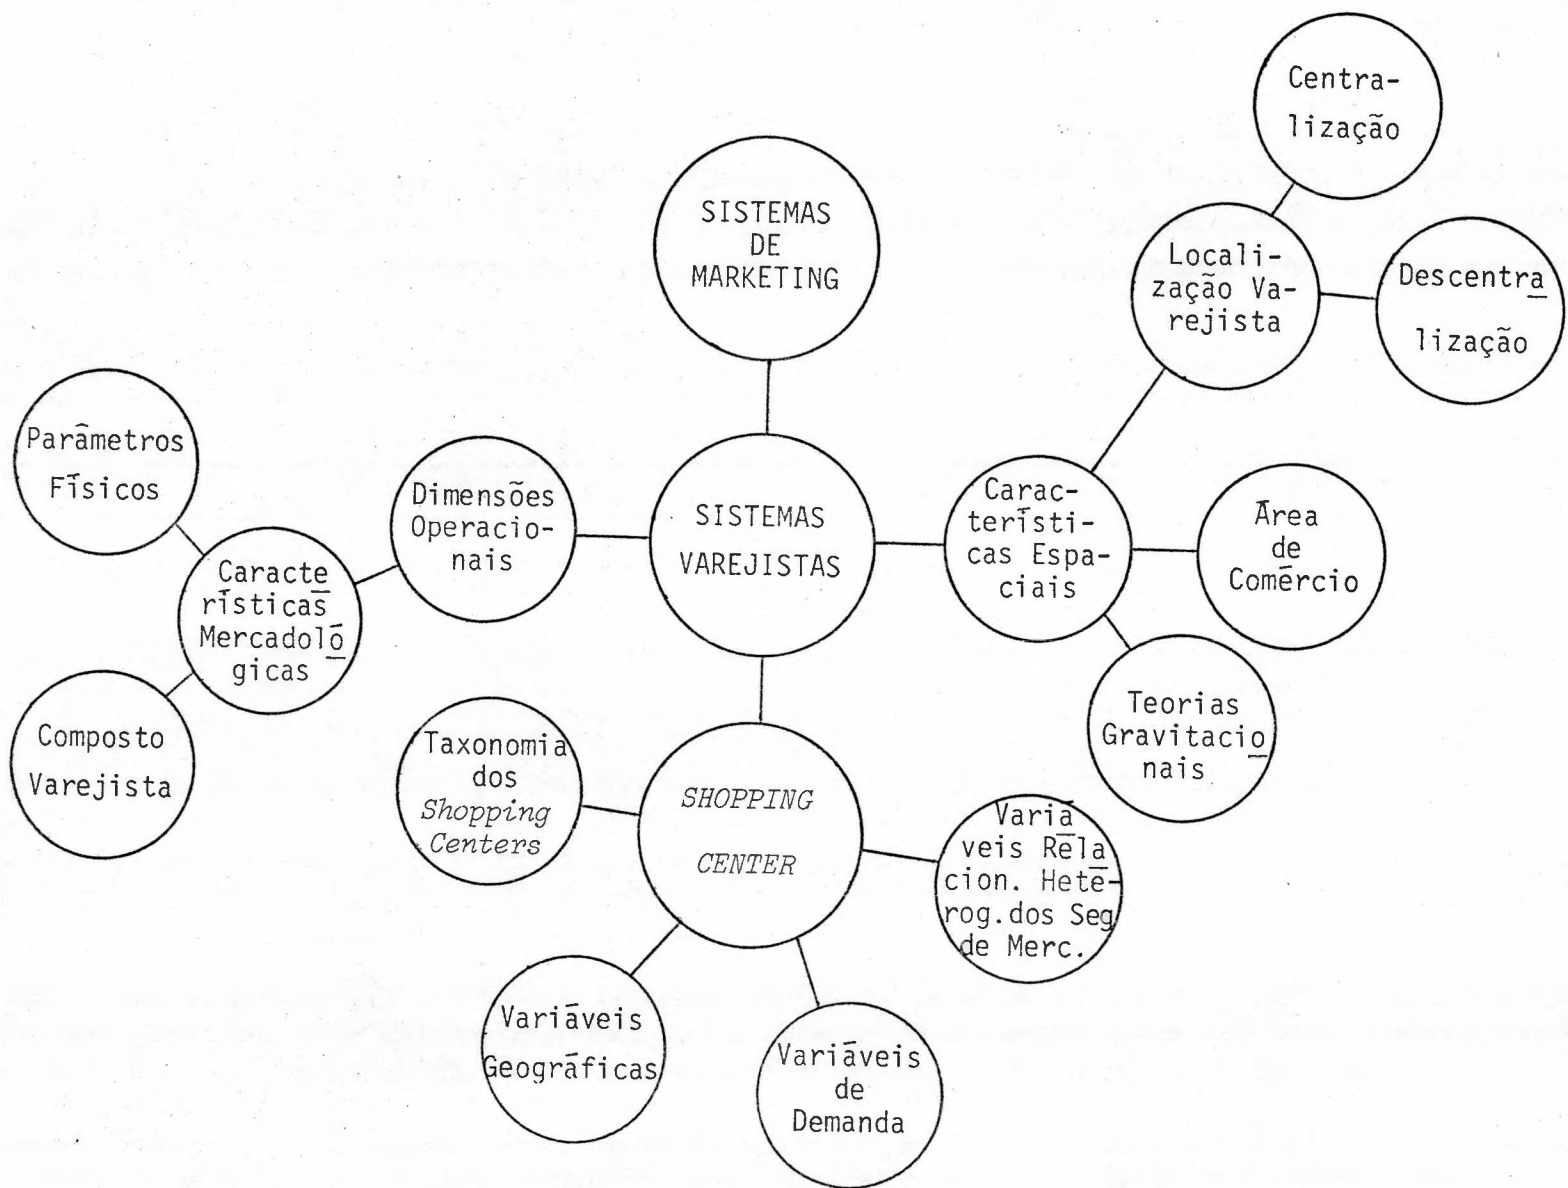 Centra-
lização
SISTEMAS
DE
MARKETING
Locali-
zação Va-
rejista
Descentra
lização
Parâmetros
Físicos
Dimensões
Operacio-
nais
SISTEMAS
VAREJISTAS
Carac-
terísti-
cas Espa-
ciais
Área
de
Comércio
Caracte
rísticas
Mercadoló
gicas
Composto
Varejista
Taxonomia
dos
Shopping
Centers
SHOPPING
CENTER
Teorias
Gravitacio
nais
Variá
veis Rela
cion. Heté-
rog.dos Seg
de Merc.
Variáveis
Geográficas
Variáveis
de
Demanda